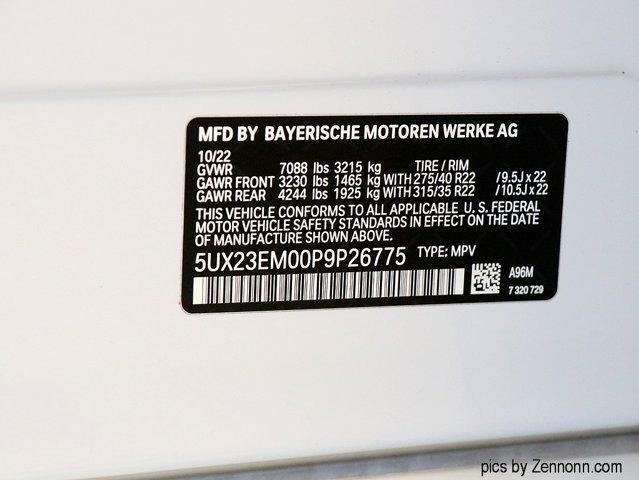 MFD BY BAYERISCHE MOTOREN WERKE AG
10/22
GVWR 7088 lbs 3215 kg TIRE / RIM
GAWR FRONT 3230 lbs 1465 kg WITH 275/40 R22 / 9.5J x 22
GAWR REAR 4244 lbs 1925 kg WITH 315/35 R22 / 10.5J x 22
THIS VEHICLE CONFORMS TO ALL APPLICABLE U. S. FEDERAL
MOTOR VEHICLE SAFETY STANDARDS IN EFFECT ON THE DATE
OF MANUFACTURE SHOWN ABOVE.
5UX23EM00P9P26775 TYPE: MPV
A96M
7 320 729
pics by Zennonn.com